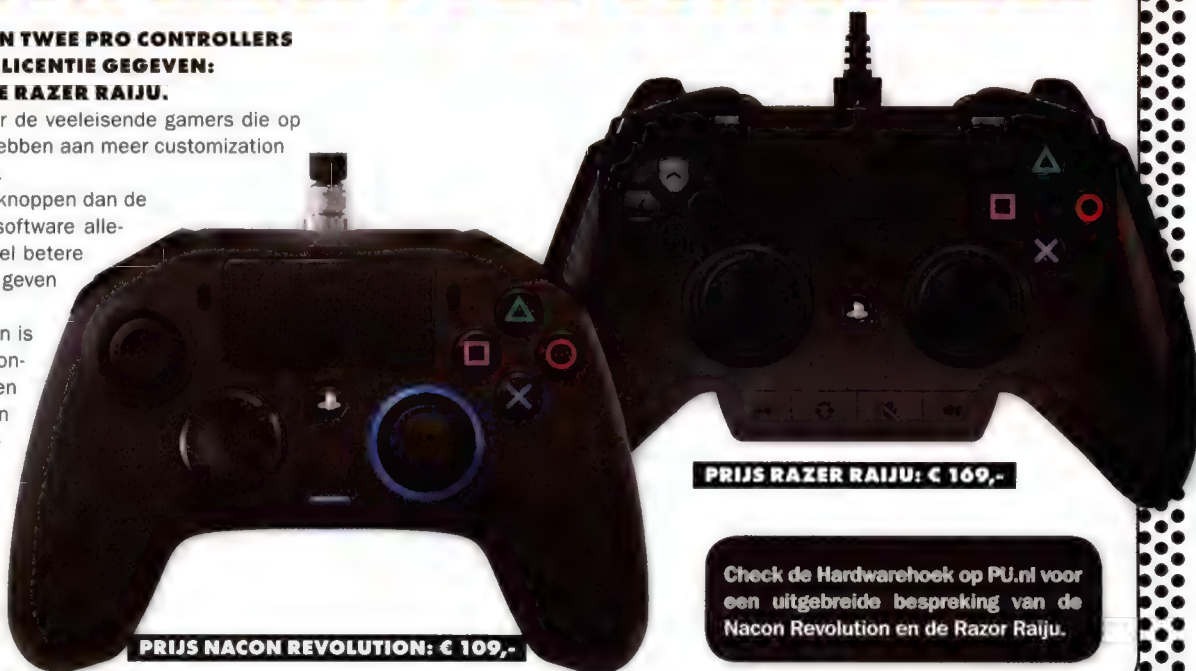 N TWEE PRO CONTROLLERS
LICENTIE GEGEVEN:
E RAZER RAIJU.
r de veeleisende gamers die op
ebben aan meer customization
knoppen dan de
software alle-
el betere
geven
n is
on-
en
n
PRIJS RAZER RAIJU: € 169,-
Check de Hardwarehoek op PU.nl voor
een uitgebreide bespreking van de
Nacon Revolution en de Razor Raiju.
PRIJS NACON REVOLUTION: € 109,-